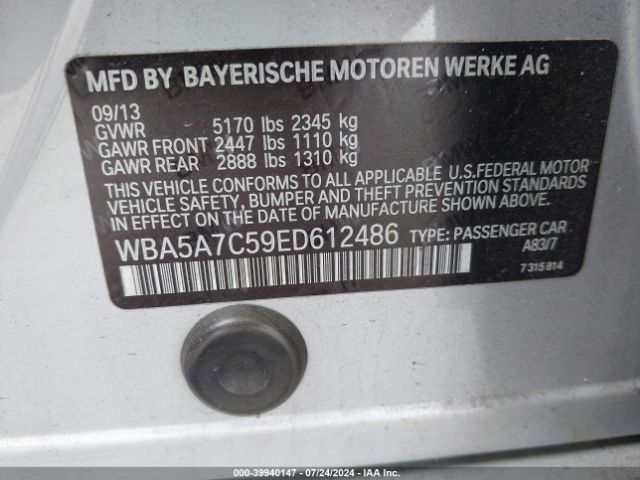 MFD BY BAYERISCHE MOTOREN WERKE AG
09/13
GVWR 5170 lbs 2345 kg
GAWR FRONT 2447 lbs 1110 kg
GAWR REAR 2888 lbs 1310 kg
THIS VEHICLE CONFORMS TO ALL APPLICABLE U.S.FEDERAL MOTOR
VEHICLE SAFETY, BUMPER AND THEFT PREVENTION STANDARDS
IN EFFECT ON THE DATE OF MANUFACTURE SHOWN ABOVE.
WBA5A7C59ED612486 TYPE: PASSENGER CAR
A83/7
7315814
000-39940147 - 07/24/2024 - IAA Inc.